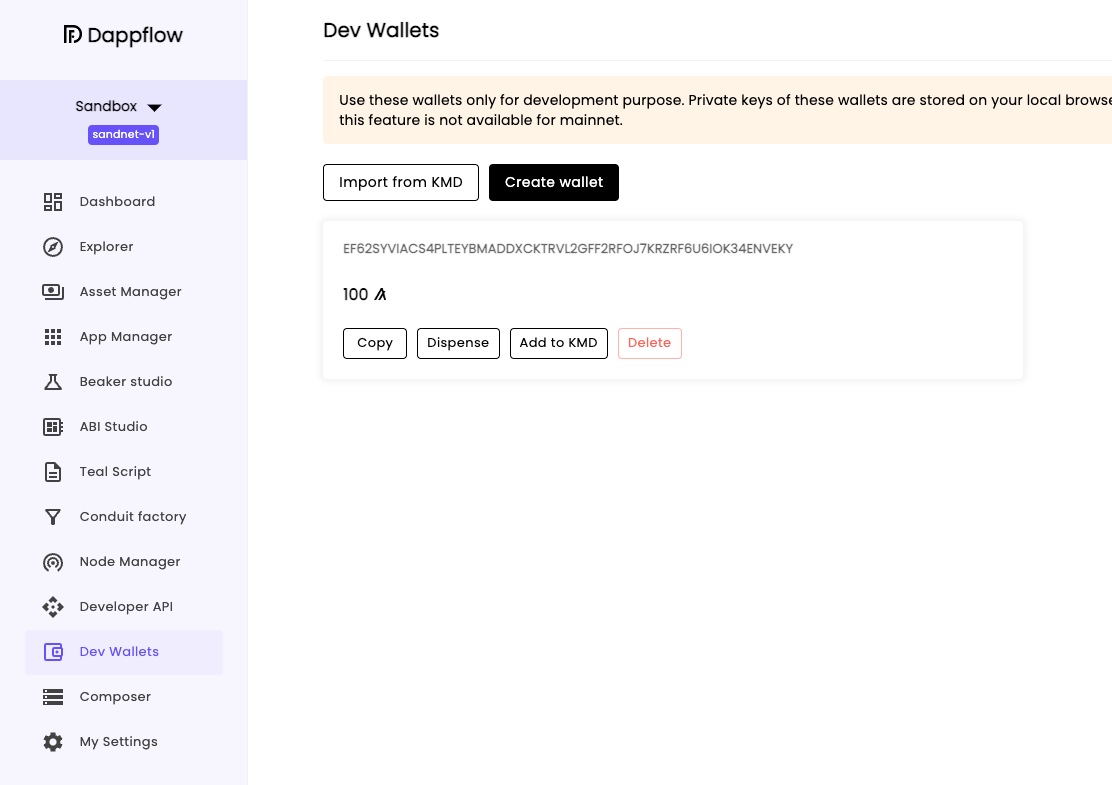 Dappflow
Sandbox
sandnet-v1
Dashboard
Explorer
Asset Manager
App Manager
Beaker studio
ABI Studio
Teal Script
Conduit factory
Node Manager
Developer API
Dev Wallets
Composer
My Settings
Dev Wallets
Use these wallets only for development purpose. Private keys of these wallets are stored on your local browse
this feature is not available for mainnet.
Import from KMD
Create wallet
EF62SYVIACS4PLTEYBMADDXCKTRVL2GFF2RFOJ7KRZRF6U6IOK34ENVEKY
100
Copy
Dispense
Add to KMD
Delete